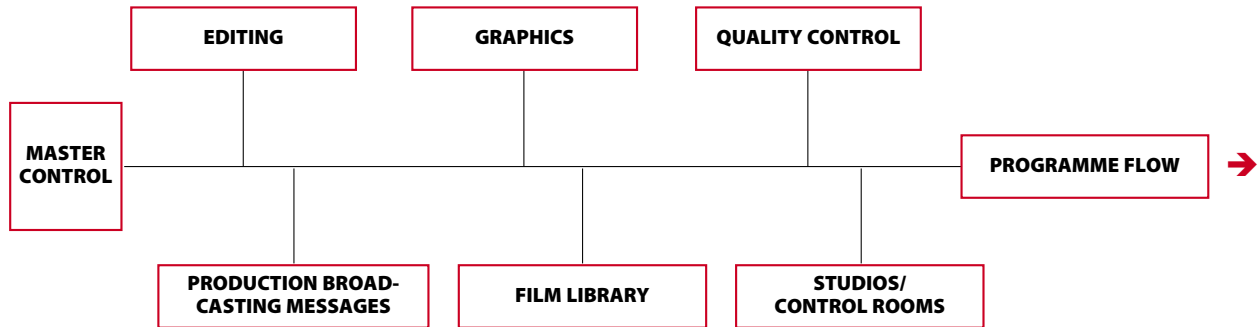 EDITING
GRAPHICS
QUALITY CONTROL
MASTER
CONTROL
PROGRAMME FLOW
PRODUCTION BROAD-
CASTING MESSAGES
FILM LIBRARY
STUDIOS/
CONTROL ROOMS